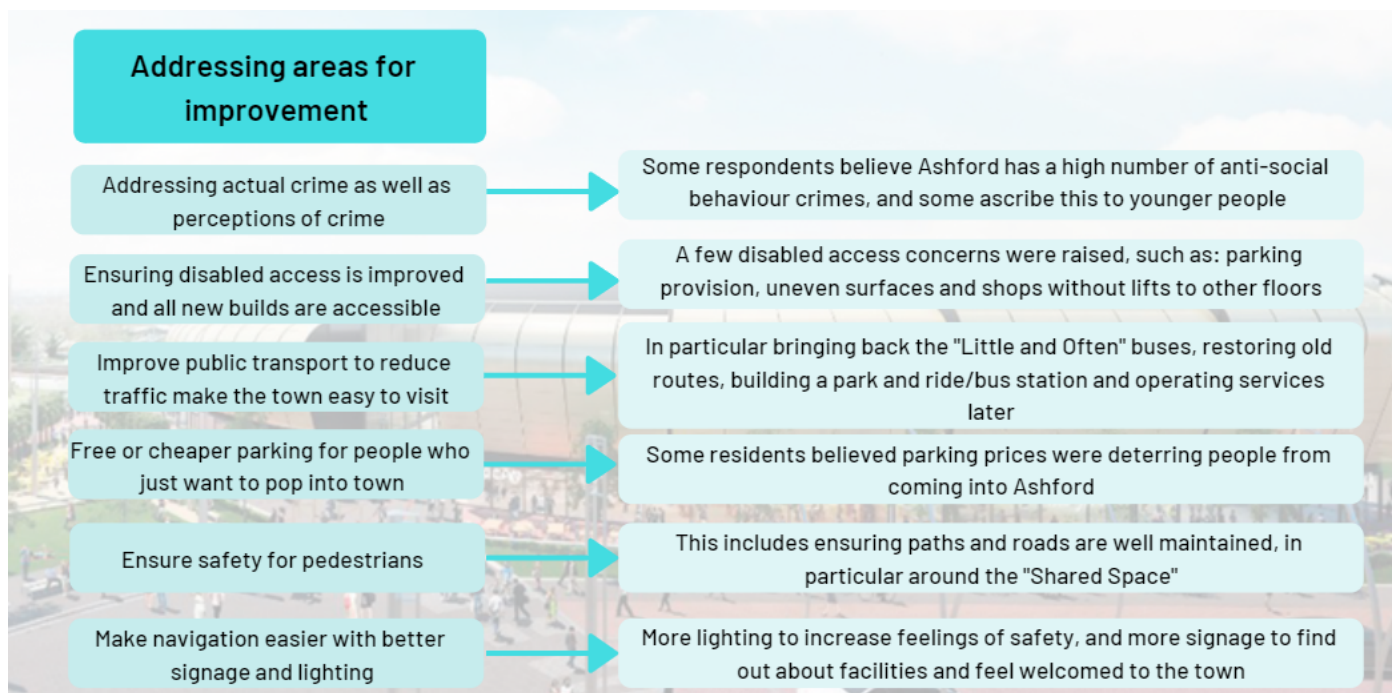 Addressing areas for
improvement
Addressing actual crime as well as
perceptions of crime
Some respondents believe Ashford has a high number of anti-social
behaviour crimes, and some ascribe this to younger people
Ensuring disabled access is improved
and all new builds are accessible
A few disabled access concerns were raised, such as: parking
provision, uneven surfaces and shops without lifts to other floors
Improve public transport to reduce
traffic make the town easy to visit
In particular bringing back the "Little and Often" buses, restoring old
routes, building a park and ride/bus station and operating services
later
Free or cheaper parking for people who
just want to pop into town
Some residents believed parking prices were deterring people from
coming into Ashford
Ensure safety for pedestrians
This includes ensuring paths and roads are well maintained, in
particular around the "Shared Space"
Make navigation easier with better
signage and lighting
More lighting to increase feelings of safety, and more signage to find
out about facilities and feel welcomed to the town